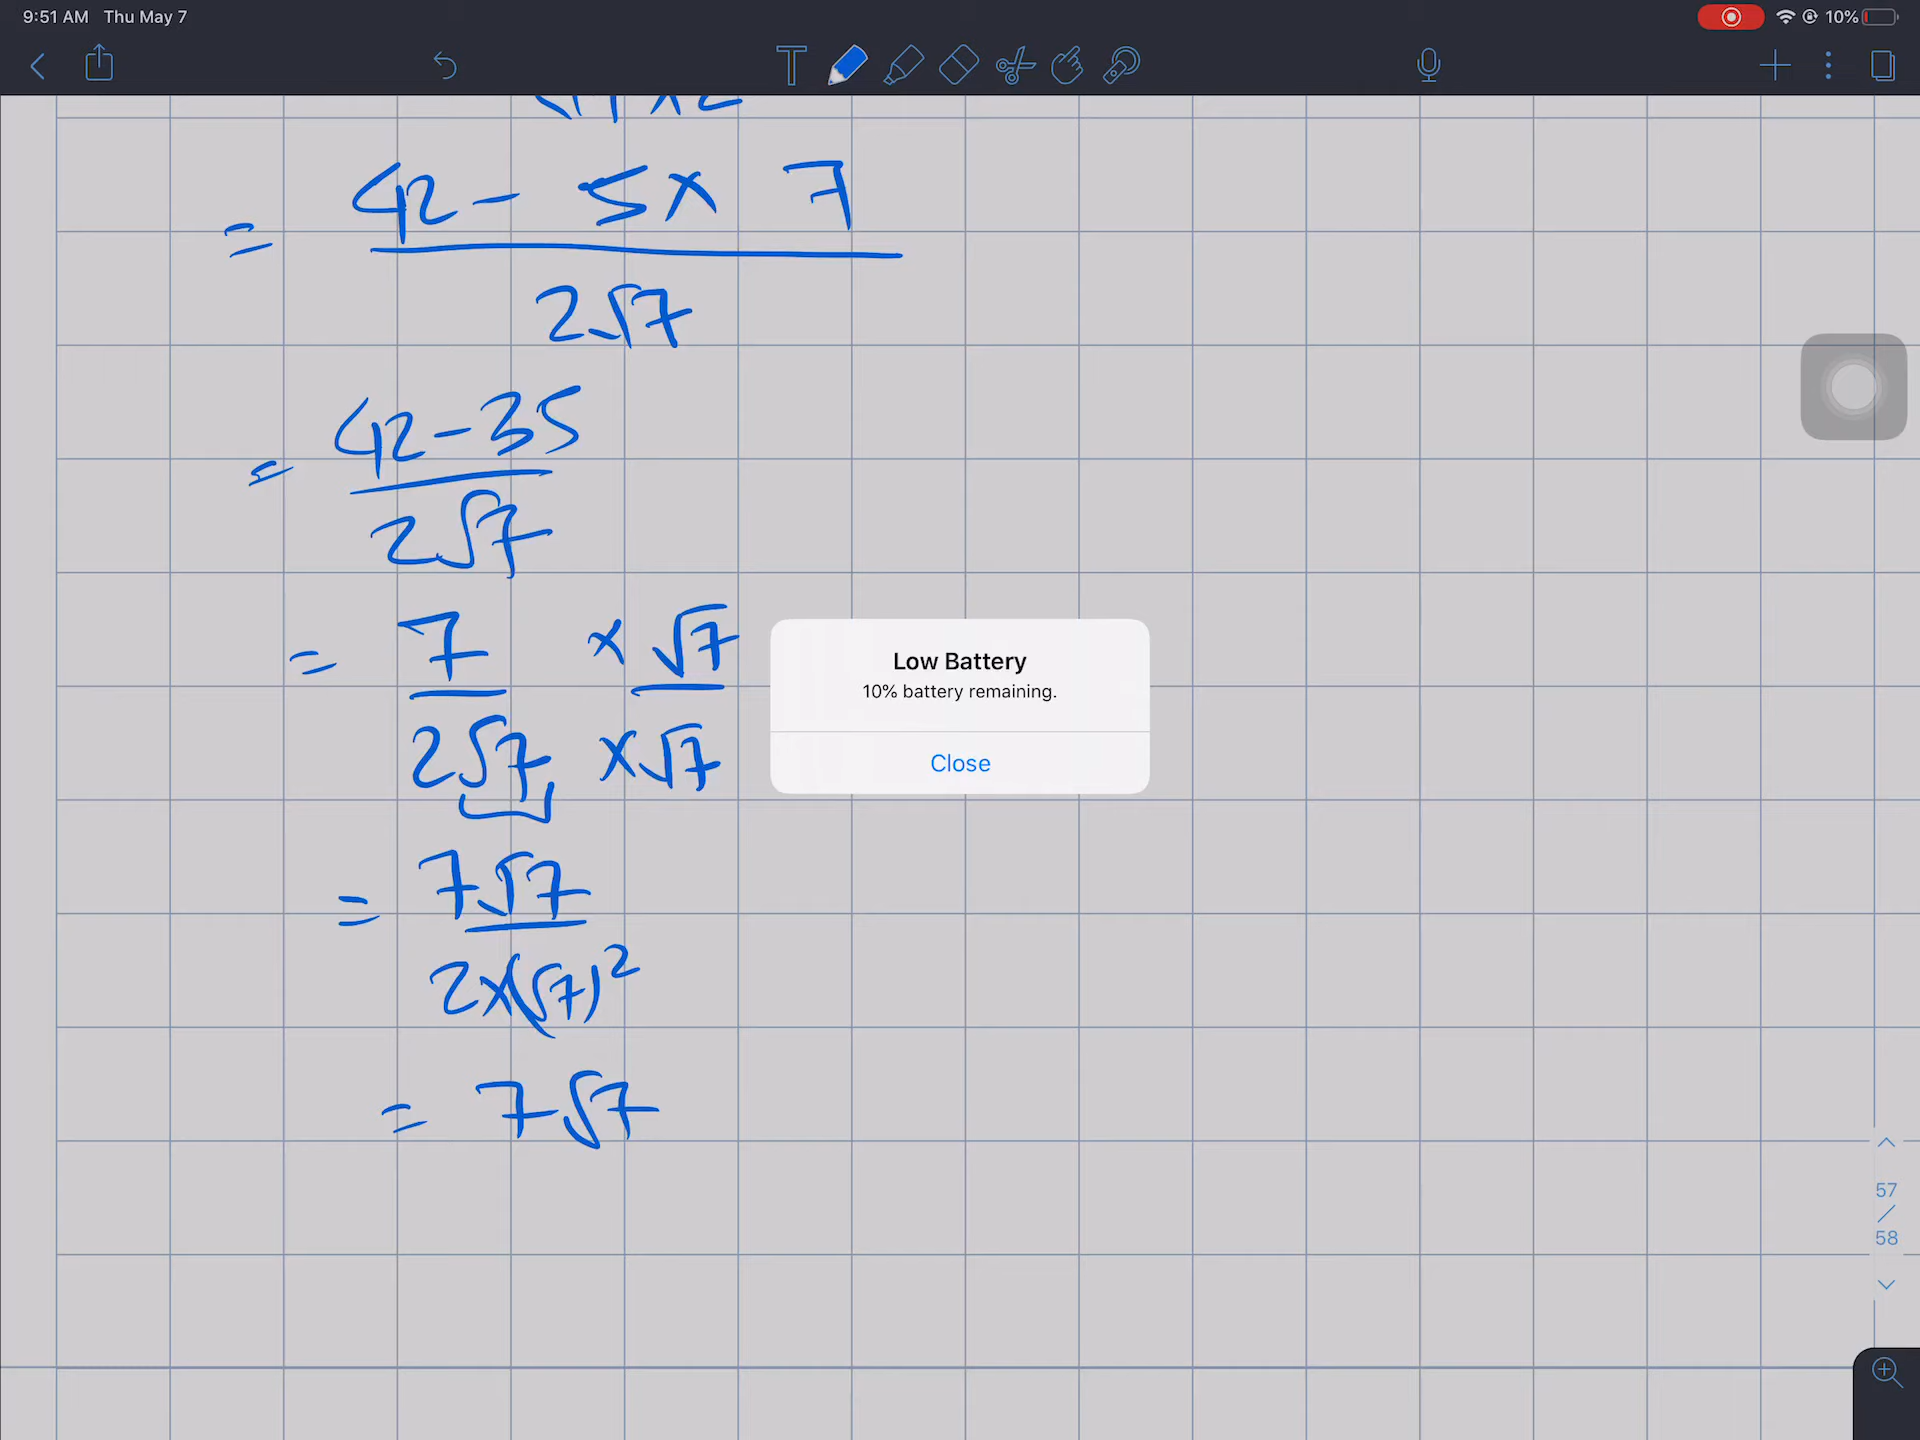 9:51 AM Thu May 7
10%
= 42 - 5 x 7
2√7
= 42 - 35
2√7
= 7 x √7
2√7 x √7
Low Battery
10% battery remaining.
Close
= 7√7
2x(√7)²
= 7√7
57
/
58